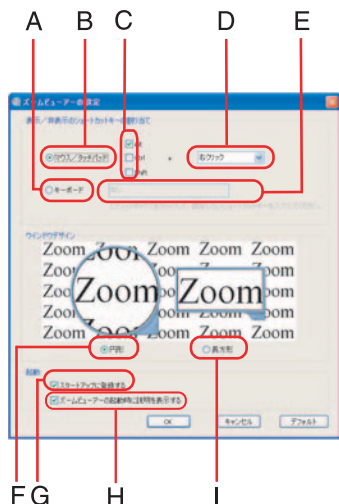 A B C D E
ズームビューアーの設定
表示/非表示のショートカットキーの割り当て
マウス/タッチパッド
Alt
Ctrl + 右クリック
Shift
キーボード
ウインドウデザイン
Zoom Zoom Zoom Zoom
Zoom Zoom Zoom
Zoo Zoom Zoom Zoom
Zoom Zoom Zoom
Zoom Zoom Zoom Zoom
円形 長方形
起動
スタートアップに登録する
ズームビューアーの起動時に説明を表示する
OK キャンセル デフォルト
F G H I